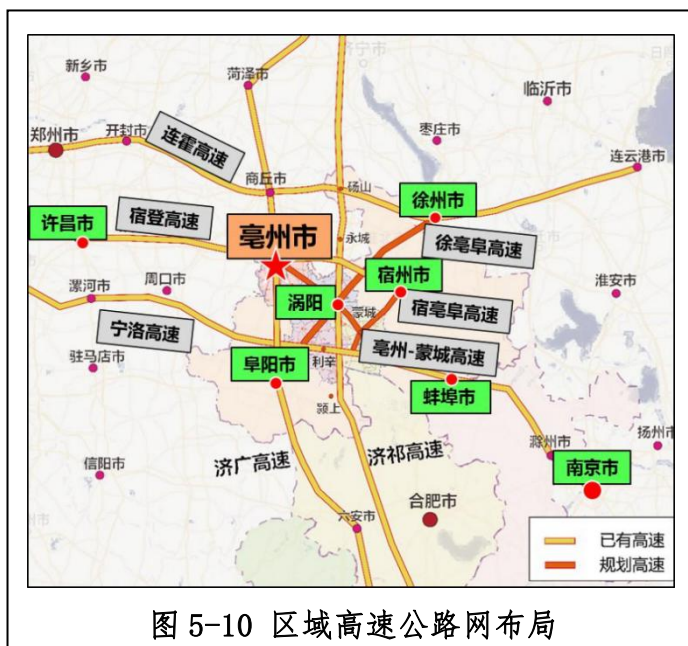 新乡市
菏泽市
济宁市
临沂市
郑州市
开封市
连霍高速
枣庄市
连云港市
商丘市
砀山
徐州市
许昌市
宿登高速
亳州市
永城
徐亳阜高速
宿州市
淮安市
漯河市
周口市
涡阳
蒙城
宿亳阜高速
宁洛高速
亳州-蒙城高速
驻马店市
阜阳市
利辛
蚌埠市
颍上
信阳市
济广高速
济祁高速
滁州市
扬州市
南京市
合肥市
六安市
已有高速
规划高速
图 5-10 区域高速公路网布局